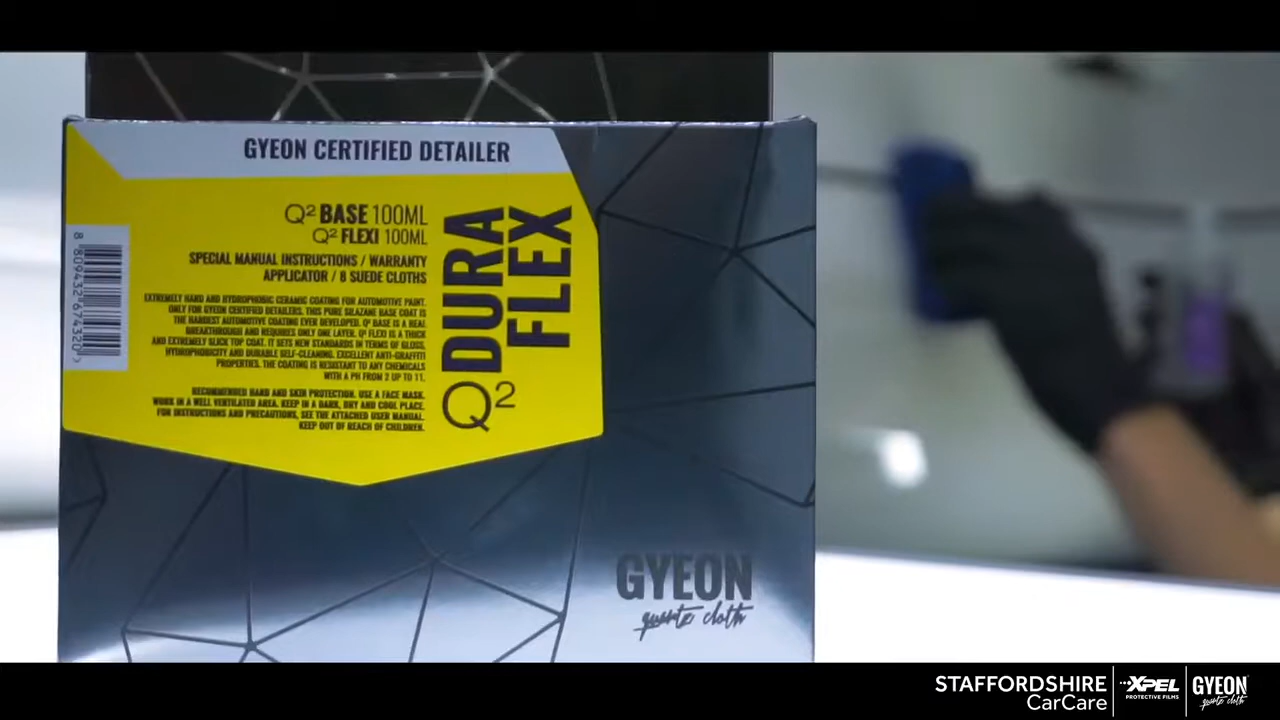 GYEON CERTIFIED DETAILER
Q² BASE 100ML
Q² FLEXI 100ML
SPECIAL MANUAL INSTRUCTIONS / WARRANTY
APPLICATOR / 8 SUEDE CLOTHS
EXTREMELY HARD AND HYDROPHOBIC CERAMIC COATING FOR AUTOMOTIVE PAINT.
ONLY FOR GYEON CERTIFIED DETAILERS. THIS PURE SILAZANE BASE COAT IS
THE HARDEST AUTOMOTIVE COATING EVER DEVELOPED. Q² BASE IS A REAL
BREAKTHROUGH AND REQUIRES ONLY ONE LAYER. Q² FLEXI IS A THICK
AND EXTREMELY SLICK TOP COAT. IT SETS NEW STANDARDS IN TERMS OF GLOSS,
HYDROPHOBICITY AND DURABLE SELF-CLEANING. EXCELLENT ANTI-GRAFFITI
PROPERTIES. THE COATING IS RESISTANT TO ANY CHEMICALS
WITH A PH FROM 2 UP TO 11.
RECOMMENDED HAND AND SKIN PROTECTION. USE A FACE MASK.
WORK IN A WELL VENTILATED AREA. KEEP IN A DARK, DRY AND COOL PLACE.
FOR INSTRUCTIONS AND PRECAUTIONS, SEE THE ATTACHED USER MANUAL.
KEEP OUT OF REACH OF CHILDREN.
Q² DURA
FLEX
8 809432 674320 >
GYEON
quartz cloth
STAFFORDSHIRE
CarCare
XPEL
PROTECTIVE FILMS
GYEON
quartz cloth